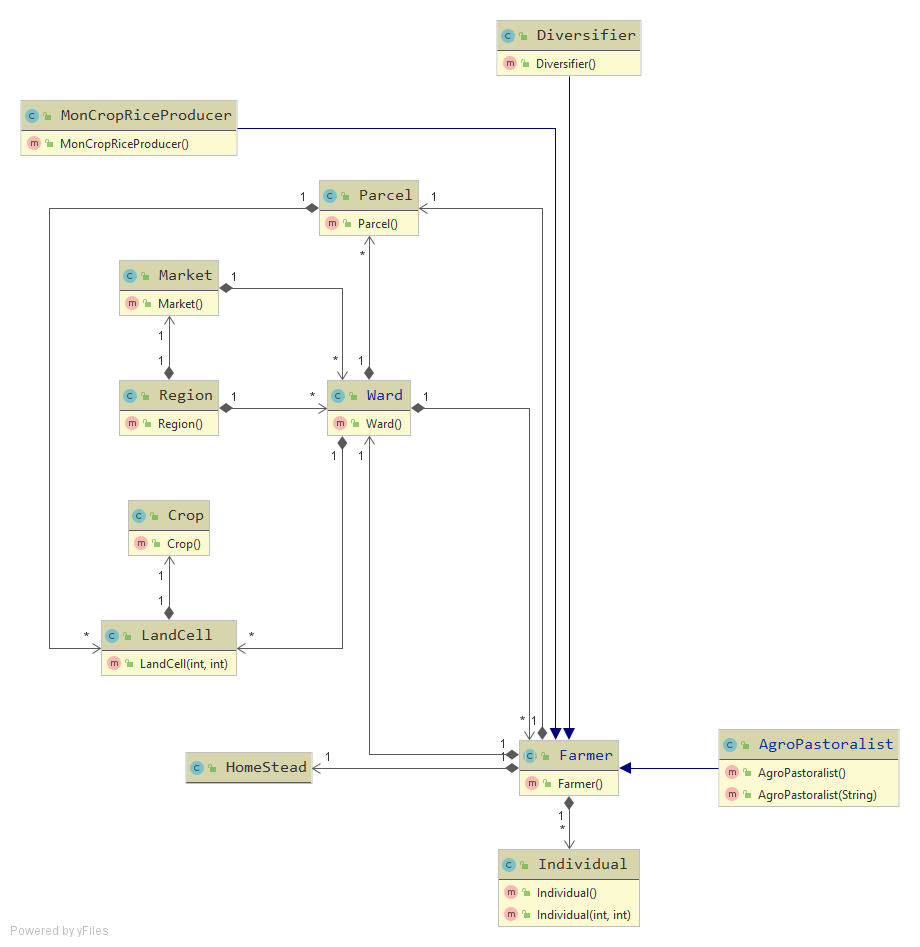 c Diversifier
m Diversifier()
c MonCropRiceProducer
m MonCropRiceProducer()
1
c Parcel
1
m Parcel()
*
c Market
1
m Market()
1
*
1
1
c Region
1
*
c Ward
1
m Region()
m Ward()
1
1
c Crop
m Crop()
1
1
*
c LandCell
*
m LandCell(int, int)
*
1
1
1
1
c HomeStead
c Farmer
m Farmer()
c AgroPastoralist
m AgroPastoralist()
m AgroPastoralist(String)
1
*
c Individual
m Individual()
m Individual(int, int)
Powered by yFiles